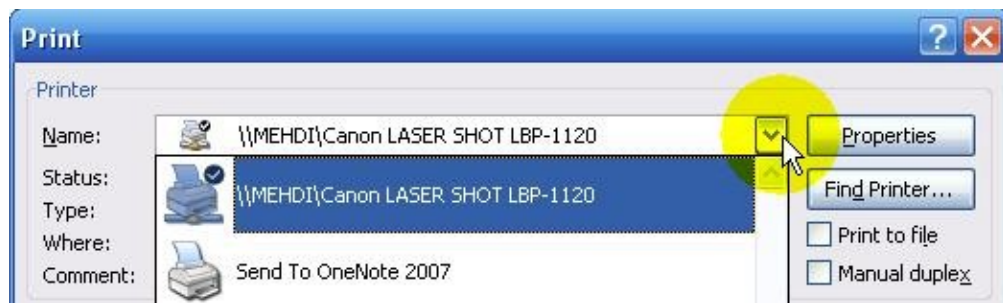 Print
Printer
Name: \\MEHDI\Canon LASER SHOT LBP-1120 Properties
Status: \\MEHDI\Canon LASER SHOT LBP-1120 Find Printer...
Type:
Where: Print to file
Comment: Send To OneNote 2007 Manual duplex